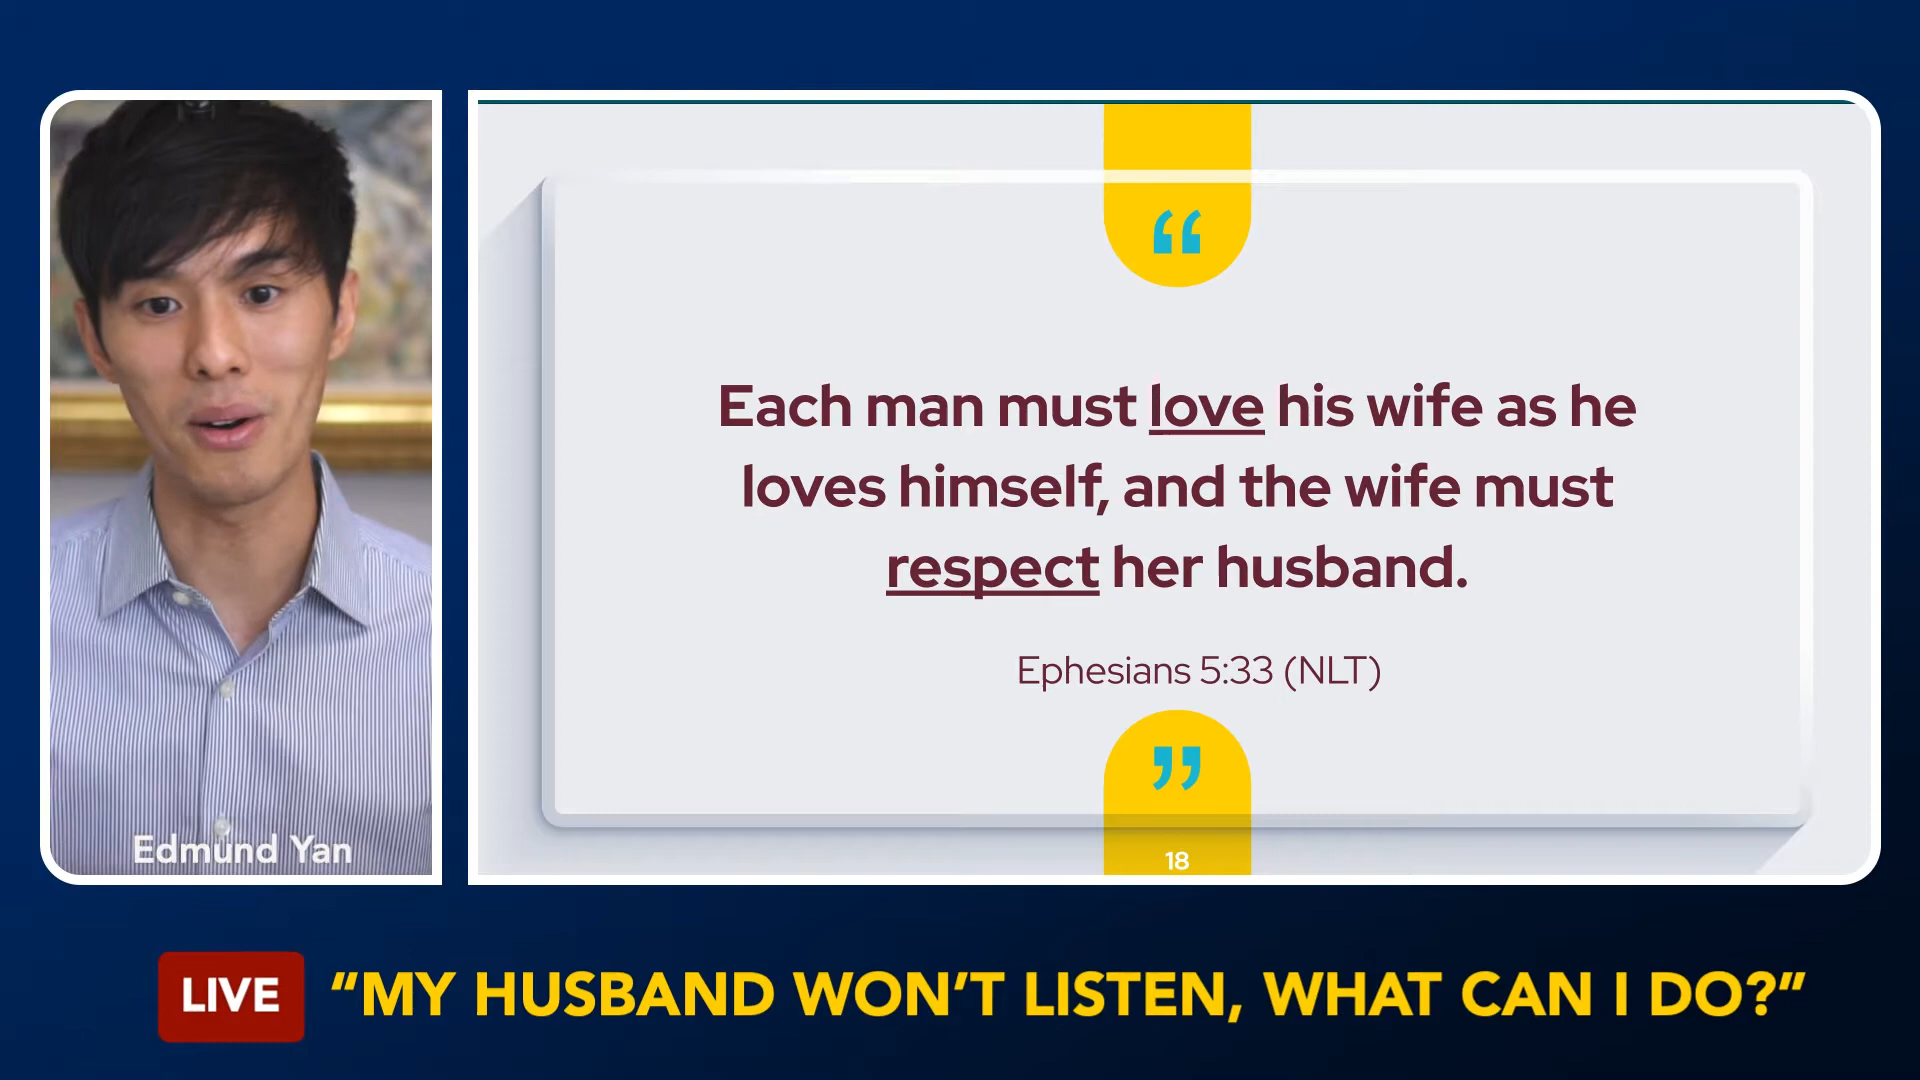 “
Each man must love his wife as he
loves himself, and the wife must
respect her husband.
Ephesians 5:33 (NLT)
”
18
Edmund Yan
LIVE “MY HUSBAND WON’T LISTEN, WHAT CAN I DO?”